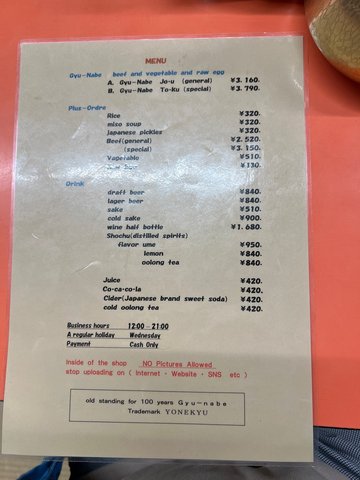 MENU
Gyu-Nabe beef and vegetable and raw egg
A. Gyu-Nabe Jo-u (general) ¥3.160.
B. Gyu-Nabe To-Ku (special) ¥3.790.
Plus-Ordre
Rice ¥320.
miso soup ¥320.
japanese pickles ¥320.
Beef(general) ¥2.520.
(special) ¥3.150.
Vagetable ¥510.
¥130.
Drink
draft beer ¥840.
lager beer ¥840.
sake ¥510.
cold sake ¥900.
wine half bottle ¥1.680.
Shochu(distilled spirits)
flavor ume ¥950.
lemon ¥840.
oolong tea ¥840.
Juice ¥420.
Co-ca-co-la ¥420.
Cider(Japanese brand sweet soda) ¥420.
cold oolong tea ¥420.
Business hours 12:00-21:00
A regular holiday Wednesday
Payment Cash Only
Inside of the shop NO Pictures Allowed
stop uploading on ( Internet・Website・SNS etc )
old standing for 100 years Gyu-nabe
Trademark YONEKYU